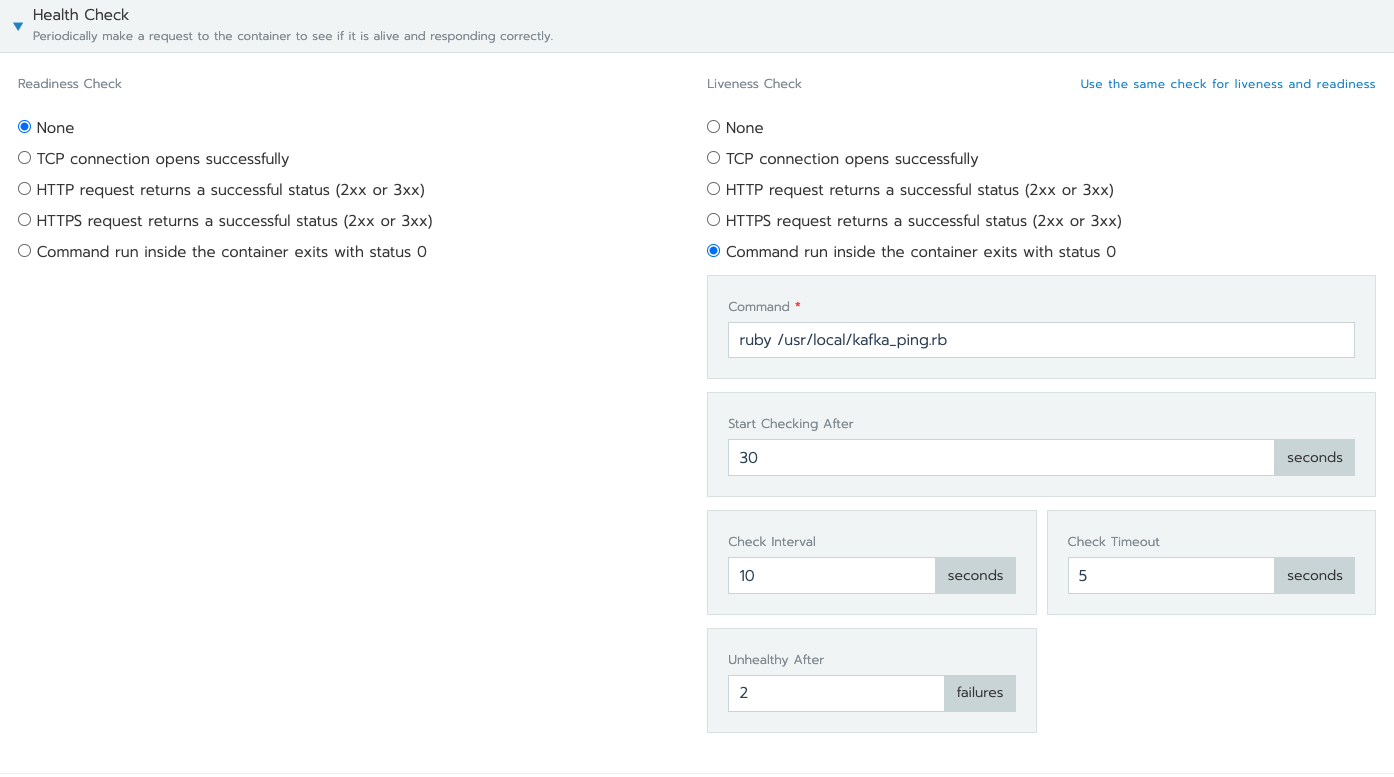 Health Check
Periodically make a request to the container to see if it is alive and responding correctly.
Readiness Check
None
TCP connection opens successfully
HTTP request returns a successful status (2xx or 3xx)
HTTPS request returns a successful status (2xx or 3xx)
Command run inside the container exits with status 0
Liveness Check
Use the same check for liveness and readiness
None
TCP connection opens successfully
HTTP request returns a successful status (2xx or 3xx)
HTTPS request returns a successful status (2xx or 3xx)
Command run inside the container exits with status 0
Command *
ruby /usr/local/kafka_ping.rb
Start Checking After
30 seconds
Check Interval
10 seconds
Check Timeout
5 seconds
Unhealthy After
2 failures